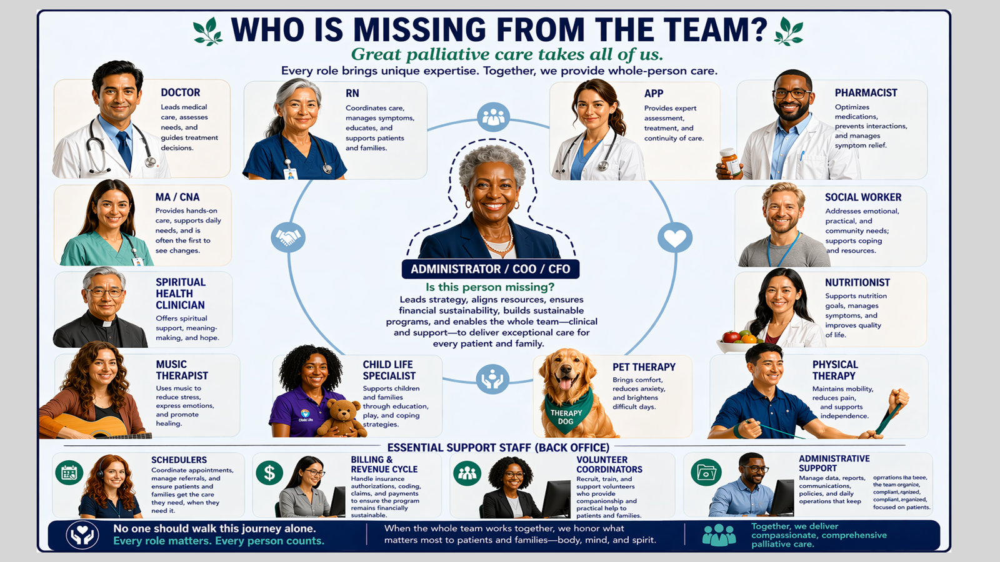 WHO IS MISSING FROM THE TEAM?
Great palliative care takes all of us.
Every role brings unique expertise. Together, we provide whole-person care.
DOCTOR
Leads medical
care, assesses
needs, and
guides treatment
decisions.
RN
Coordinates care,
manages symptoms,
educates, and
supports patients
and families.
APP
Provides expert
assessment,
treatment, and
continuity of care.
PHARMACIST
Optimizes
medications,
prevents interactions,
and manages
symptom relief.
MA / CNA
Provides hands-on
care, supports daily
needs, and is
often the first to
see changes.
ADMINISTRATOR / COO / CFO
Is this person missing?
Leads strategy, aligns resources, ensures
financial sustainability, builds sustainable
programs, and enables the whole team—clinical
and support—to deliver exceptional care for
every patient and family.
SOCIAL WORKER
Addresses emotional,
practical, and
community needs;
supports coping
and resources.
SPIRITUAL
HEALTH
CLINICIAN
Offers spiritual
support, meaning-
making, and hope.
NUTRITIONIST
Supports nutrition
goals, manages
symptoms, and
improves quality
of life.
MUSIC
THERAPIST
Uses music to
reduce stress,
express emotions,
and promote
healing.
CHILD LIFE
SPECIALIST
Supports children
and families
through education,
play, and coping
strategies.
Child Life
PET THERAPY
Brings comfort,
reduces anxiety,
and brightens
difficult days.
THERAPY
DOG
PHYSICAL
THERAPY
Maintains mobility,
reduces pain,
and supports
independence.
ESSENTIAL SUPPORT STAFF (BACK OFFICE)
SCHEDULERS
Coordinate appointments,
manage referrals, and
ensure patients and
families get the care
they need, when they
need it.
$
BILLING &
REVENUE CYCLE
Handle insurance
authorizations, coding,
claims, and payments
to ensure the program
remains financially
sustainable.
VOLUNTEER
COORDINATORS
Recruit, train, and
support volunteers
who provide
companionship and
practical help to
patients and families.
ADMINISTRATIVE
SUPPORT
Manage data, reports,
communications,
policies, and daily
operations that keep
the team
compliant,
compliant,
focused on patients.
No one should walk this journey alone.
Every role matters. Every person counts.
When the whole team works together, we honor what
matters most to patients and families—body, mind, and spirit.
Together, we deliver
compassionate, comprehensive
palliative care.